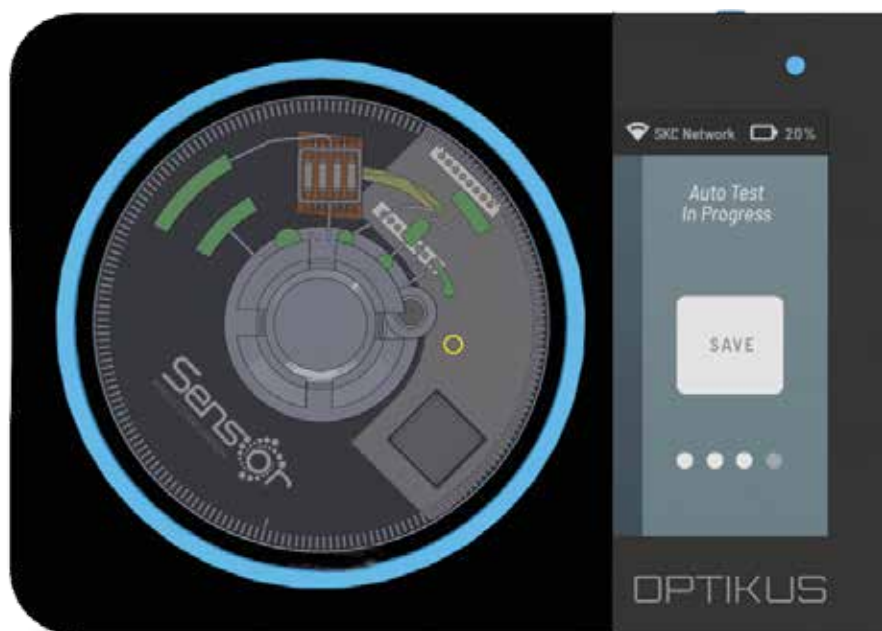 SKC Network 20%
Auto Test
In Progress
SAVE
Sensor
OPTIKUS